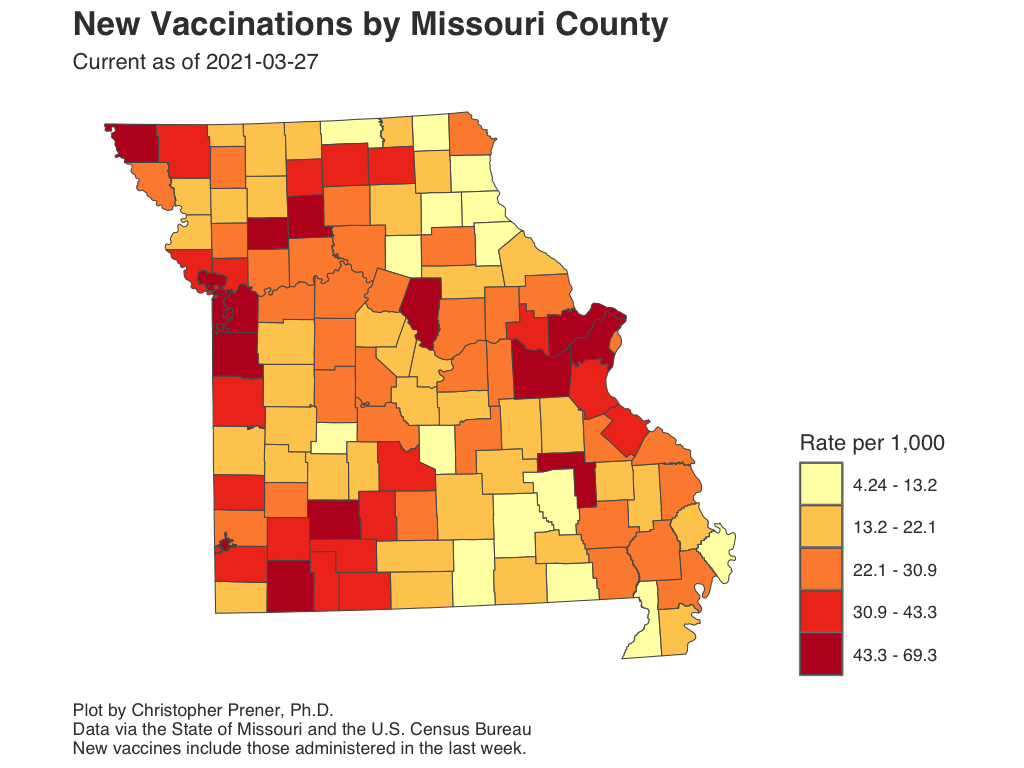 New Vaccinations by Missouri County
Current as of 2021-03-27
Rate per 1,000
4.24 - 13.2
13.2 - 22.1
22.1 - 30.9
30.9 - 43.3
43.3 - 69.3
Plot by Christopher Prener, Ph.D.
Data via the State of Missouri and the U.S. Census Bureau
New vaccines include those administered in the last week.